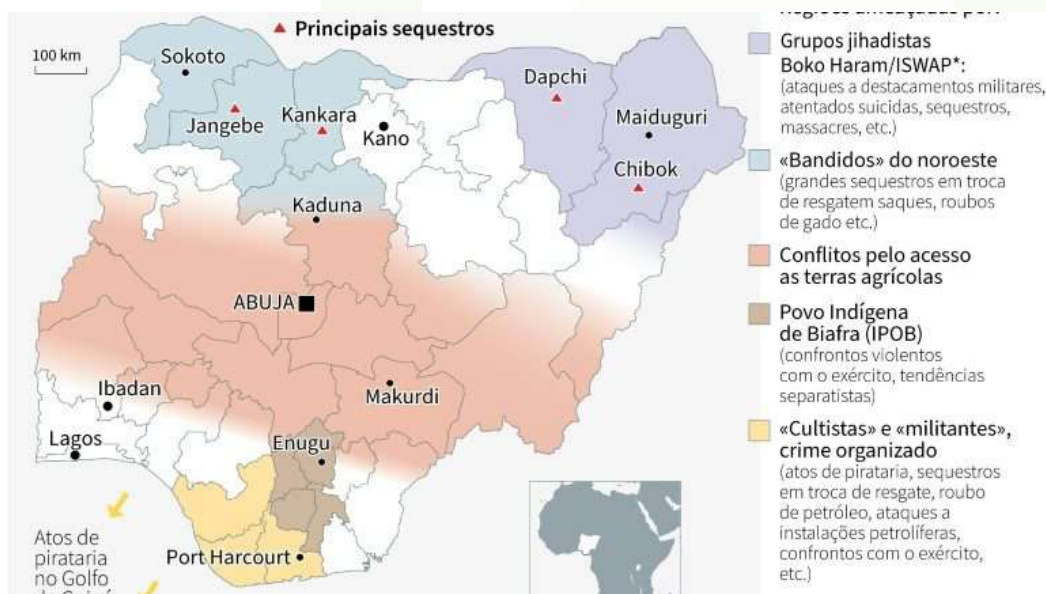 Principais sequestros
100 km
Sokoto
Jangebe
Kankara
Kano
Dapchi
Maiduguri
Chibok
Kaduna
ABUJA
Makurdi
Ibadan
Lagos
Enugu
Port Harcourt
Atos de
pirataria
no Golfo
Regiões ameaçadas por:
Grupos jihadistas
Boko Haram/ISWAP*:
(ataques a destacamentos militares,
atentados suicidas, sequestros,
massacres, etc.)
«Bandidos» do noroeste
(grandes sequestros em troca
de resgatem saques, roubos
de gado etc.)
Conflitos pelo acesso
as terras agrícolas
Povo Indígena
de Biafra (IPOB)
(confrontos violentos
com o exército, tendências
separatistas)
«Cultistas» e «militantes»,
crime organizado
(atos de pirataria, sequestros
em troca de resgate, roubo
de petróleo, ataques a
instalações petrolíferas,
confrontos com o exército,
etc.)